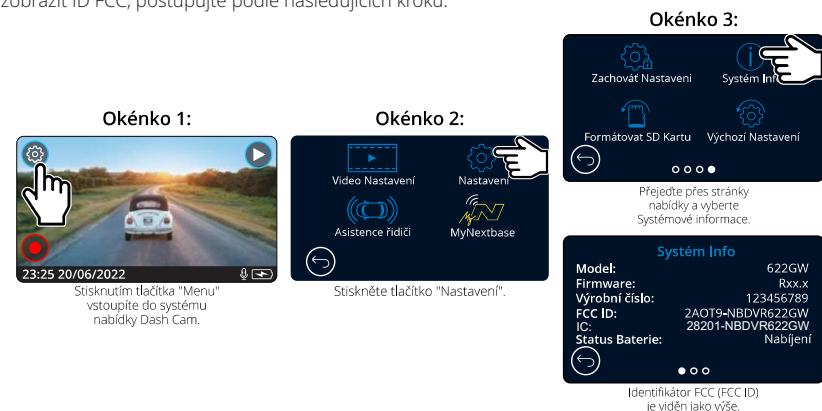 zobrazit ID FCC, postupujte podle následujících kroků.
Okénko 1:
23:25 20/06/2022
Stisknutím tlačítka "Menu"
vstoupíte do systému
nabídky Dash Cam.
Okénko 2:
Video Nastavení
Nastavení
Asistence řidiči
MyNextbase
Stiskněte tlačítko "Nastavení".
Okénko 3:
Zachovát Nastaveni
Systém Info
Formátovat SD Kartu
Výchozí Nastavení
Přejeďte přes stránky
nabídky a vyberte
Systémové informace.
Systém Info
Model: 622GW
Firmware: Rxx.x
Výrobní číslo: 123456789
FCC ID: 2AOT9-NBDVR622GW
IC: 28201-NBDVR622GW
Status Baterie: Nabíjení
Identifikátor FCC (FCC ID)
je viděn jako výše.